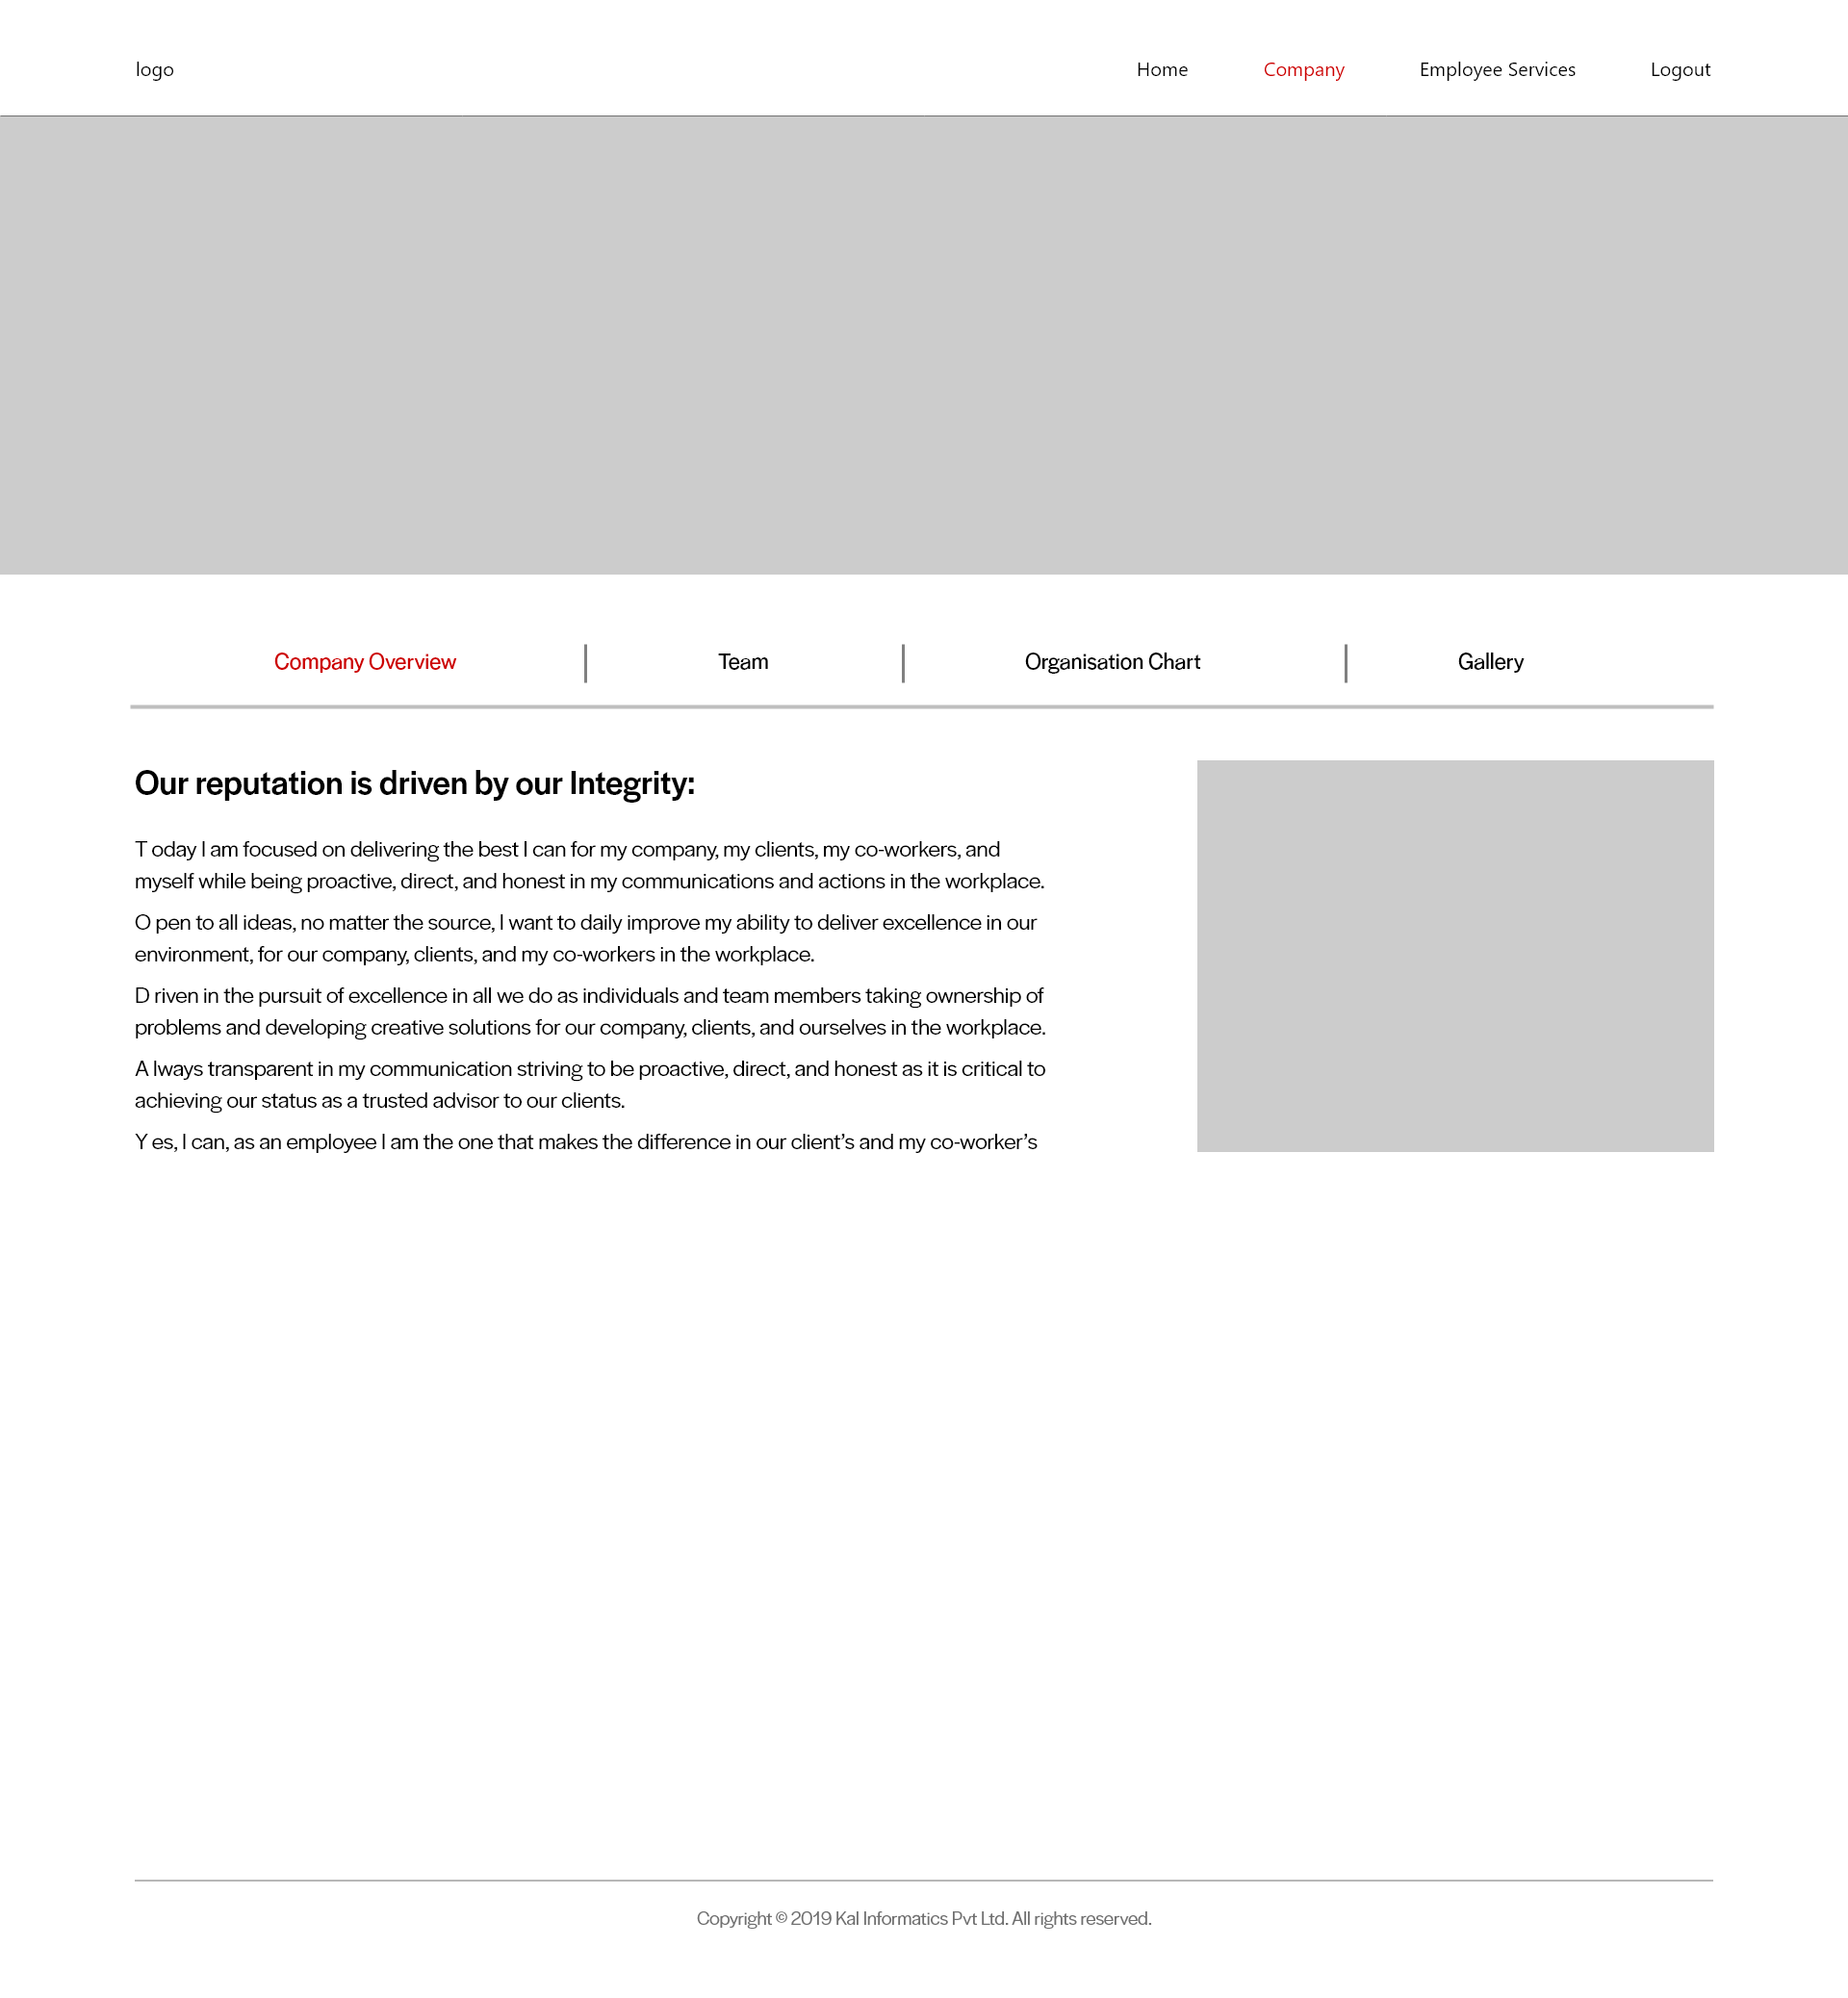 logo
Home Company Employee Services Logout
Company Overview Team Organisation Chart Gallery
Our reputation is driven by our Integrity:
T oday I am focused on delivering the best I can for my company, my clients, my co-workers, and
myself while being proactive, direct, and honest in my communications and actions in the workplace.
O pen to all ideas, no matter the source, I want to daily improve my ability to deliver excellence in our
environment, for our company, clients, and my co-workers in the workplace.
D riven in the pursuit of excellence in all we do as individuals and team members taking ownership of
problems and developing creative solutions for our company, clients, and ourselves in the workplace.
A lways transparent in my communication striving to be proactive, direct, and honest as it is critical to
achieving our status as a trusted advisor to our clients.
Y es, I can, as an employee I am the one that makes the difference in our client’s and my co-worker’s
Copyright © 2019 Kal Informatics Pvt Ltd. All rights reserved.